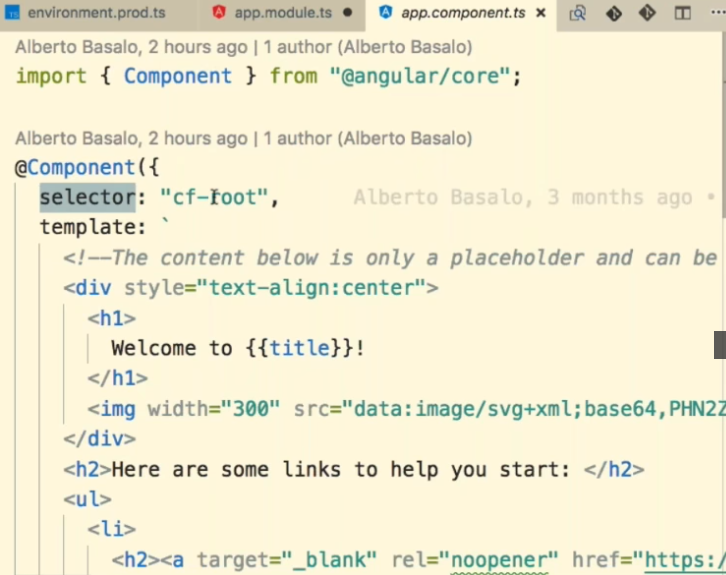 environment.prod.ts app.module.ts app.component.ts
Alberto Basalo, 2 hours ago | 1 author (Alberto Basalo)
import { Component } from "@angular/core";
Alberto Basalo, 2 hours ago | 1 author (Alberto Basalo)
@Component({
selector: "cf-root", Alberto Basalo, 3 months ago •
template: `
<!--The content below is only a placeholder and can be
<div style="text-align:center">
<h1>
Welcome to {{title}}!
</h1>
<img width="300" src="data:image/svg+xml;base64,PHN2Z
</div>
<h2>Here are some links to help you start: </h2>
<ul>
<li>
<h2><a target="_blank" rel="noopener" href="https:/